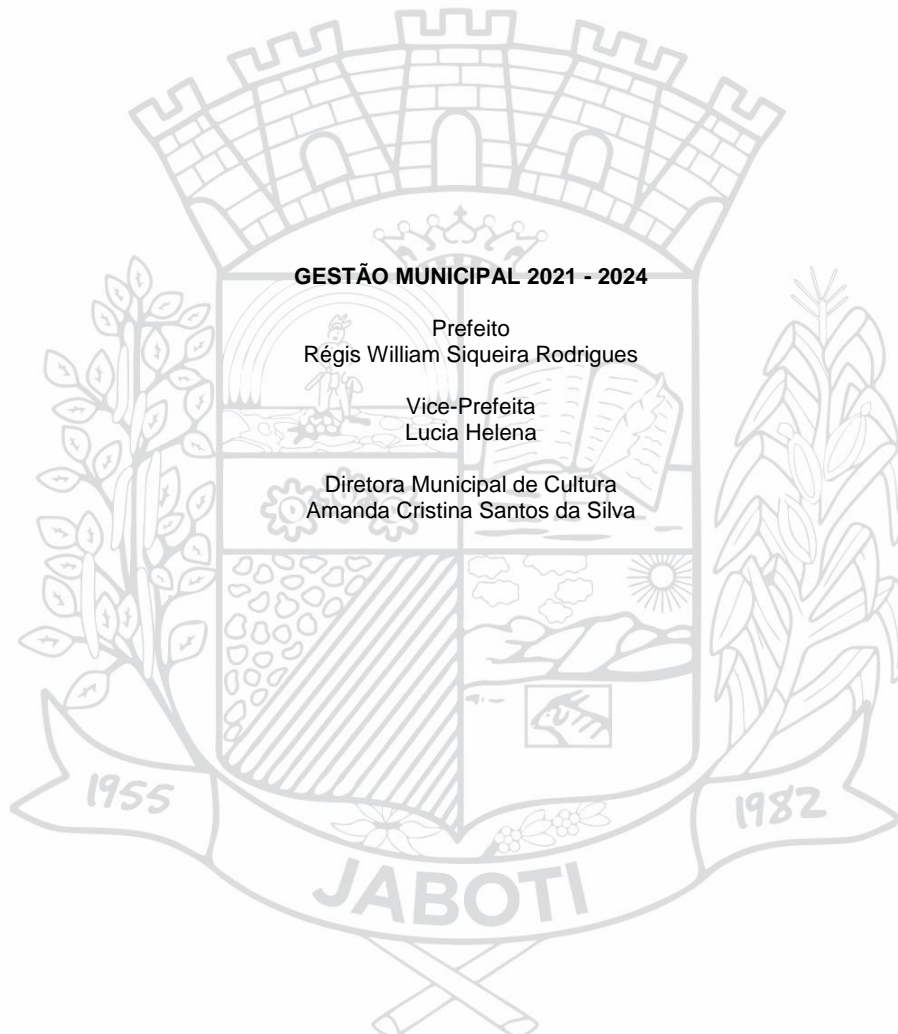 GESTÃO MUNICIPAL 2021 - 2024
Prefeito
Régis William Siqueira Rodrigues
Vice-Prefeita
Lucia Helena
Diretora Municipal de Cultura
Amanda Cristina Santos da Silva
1955
1982
JABOTI